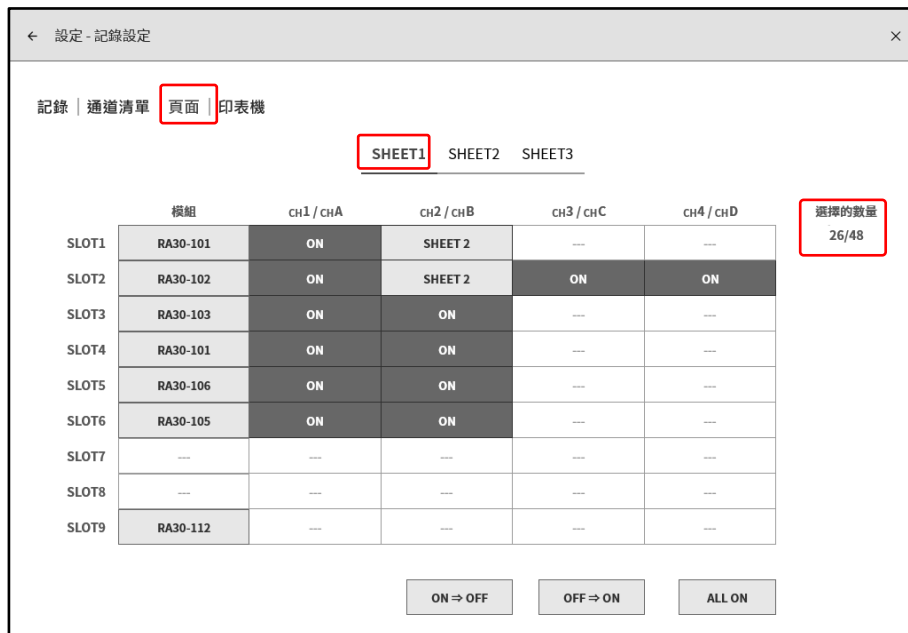 ← 設定 - 記錄設定 ×
記錄 | 通道清單 | 頁面 | 印表機
SHEET1 SHEET2 SHEET3
模組 CH1 / CHA CH2 / CHB CH3 / CHC CH4 / CHD 選擇的數量
26/48
SLOT1 RA30-101 ON SHEET 2 --- ---
SLOT2 RA30-102 ON SHEET 2 ON ON
SLOT3 RA30-103 ON ON --- ---
SLOT4 RA30-101 ON ON --- ---
SLOT5 RA30-106 ON ON --- ---
SLOT6 RA30-105 ON ON --- ---
SLOT7 --- --- --- --- ---
SLOT8 --- --- --- --- ---
SLOT9 RA30-112 --- --- --- ---
ON ⇒ OFF OFF ⇒ ON ALL ON